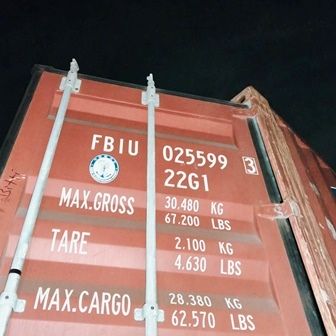 FBIU 025599 3
22G1
MAX.GROSS 30.480 KG
67.200 LBS
TARE 2.100 KG
4.630 LBS
MAX.CARGO 28.380 KG
62.570 LBS